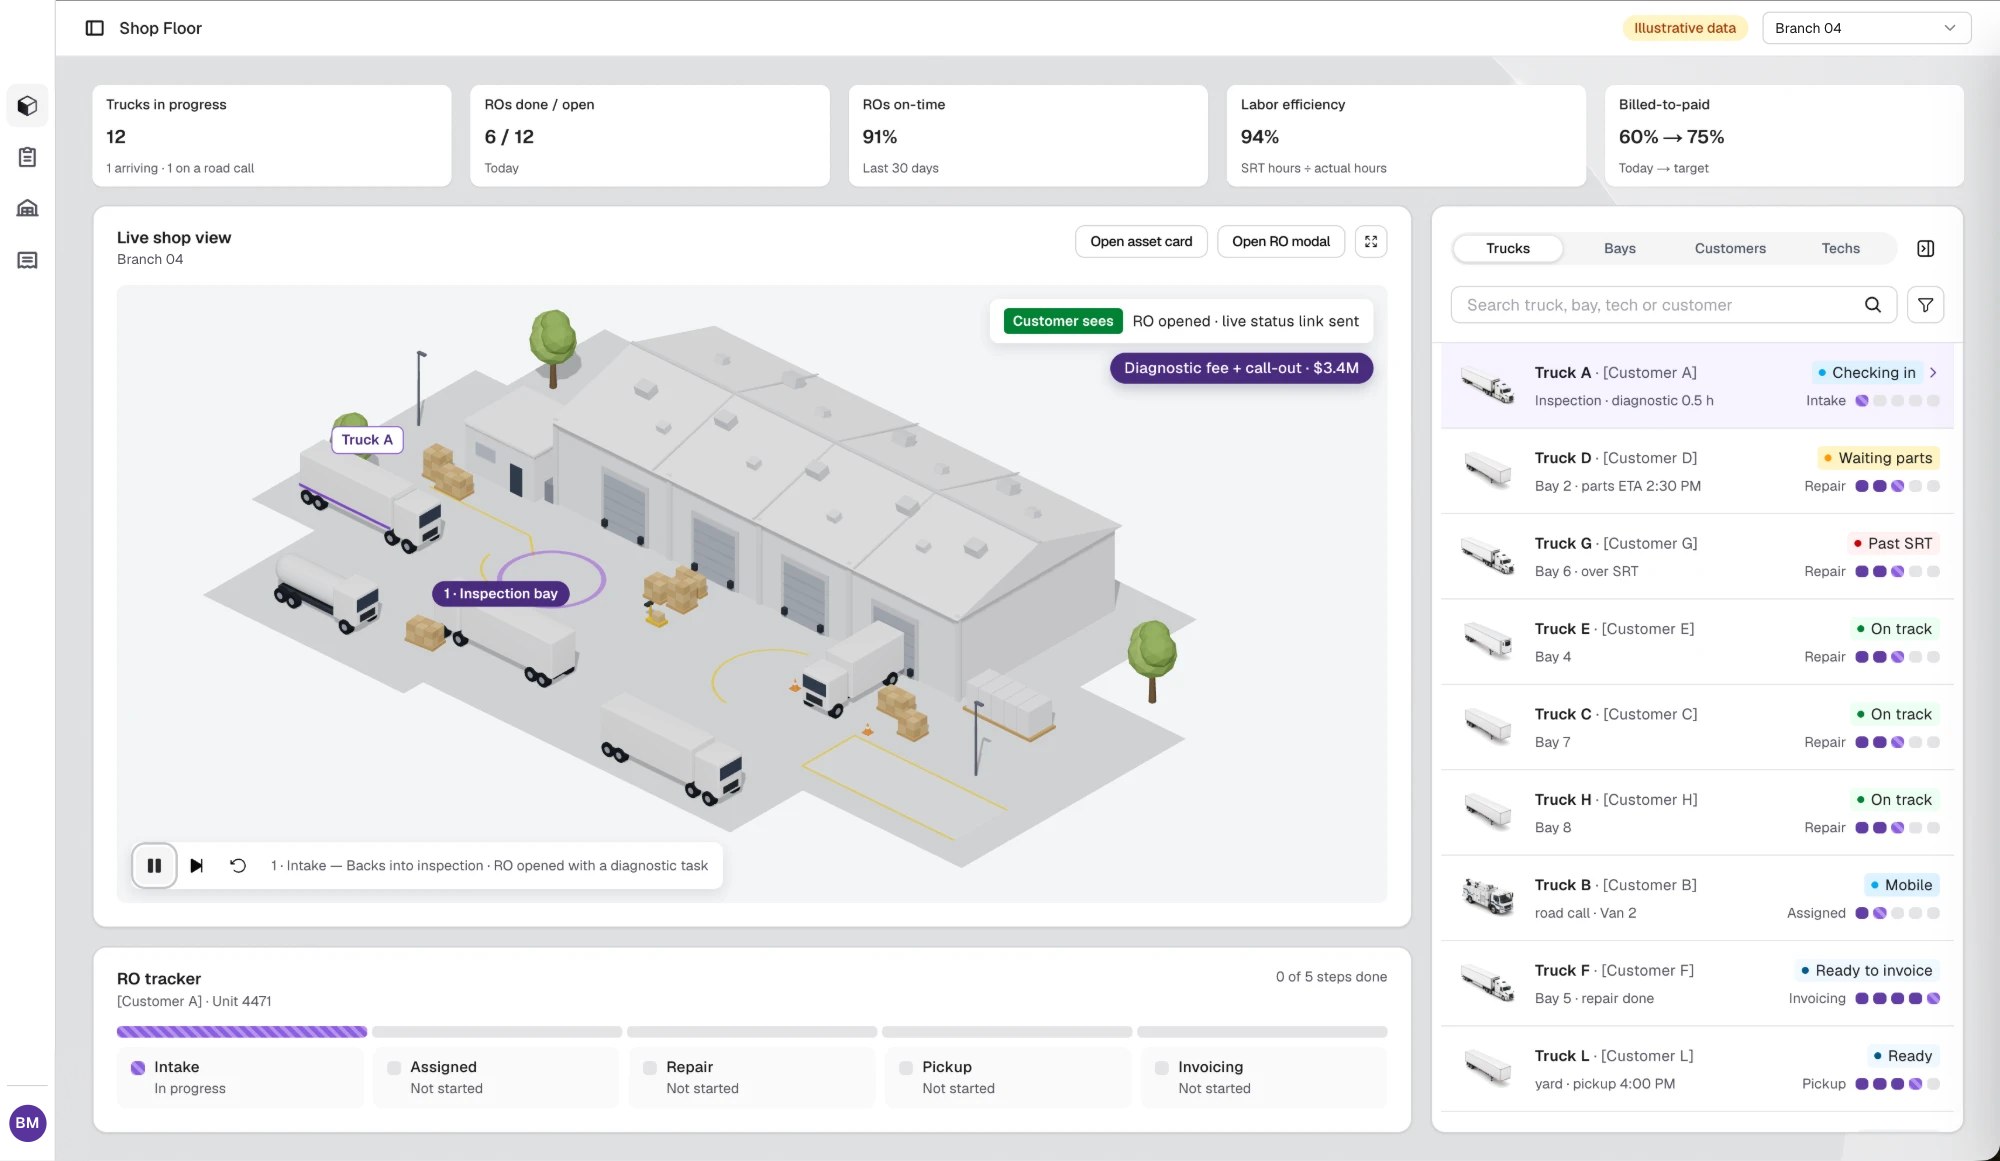 Shop Floor
Illustrative data
Branch 04
Trucks in progress
12
1 arriving · 1 on a road call
ROs done / open
6 / 12
Today
ROs on-time
91%
Last 30 days
Labor efficiency
94%
SRT hours ÷ actual hours
Billed-to-paid
60% → 75%
Today → target
Live shop view
Branch 04
Open asset card
Open RO modal
Customer sees
RO opened · live status link sent
Diagnostic fee + call-out · $3.4M
Truck A
1 · Inspection bay
1 · Intake — Backs into inspection · RO opened with a diagnostic task
RO tracker
[Customer A] · Unit 4471
0 of 5 steps done
Intake
In progress
Assigned
Not started
Repair
Not started
Pickup
Not started
Invoicing
Not started
Trucks
Bays
Customers
Techs
Search truck, bay, tech or customer
Truck A · [Customer A]
Checking in
Inspection · diagnostic 0.5 h
Intake
Truck D · [Customer D]
Waiting parts
Bay 2 · parts ETA 2:30 PM
Repair
Truck G · [Customer G]
Past SRT
Bay 6 · over SRT
Repair
Truck E · [Customer E]
On track
Bay 4
Repair
Truck C · [Customer C]
On track
Bay 7
Repair
Truck H · [Customer H]
On track
Bay 8
Repair
Truck B · [Customer B]
Mobile
road call · Van 2
Assigned
Truck F · [Customer F]
Ready to invoice
Bay 5 · repair done
Invoicing
Truck L · [Customer L]
Ready
yard · pickup 4:00 PM
Pickup
BM